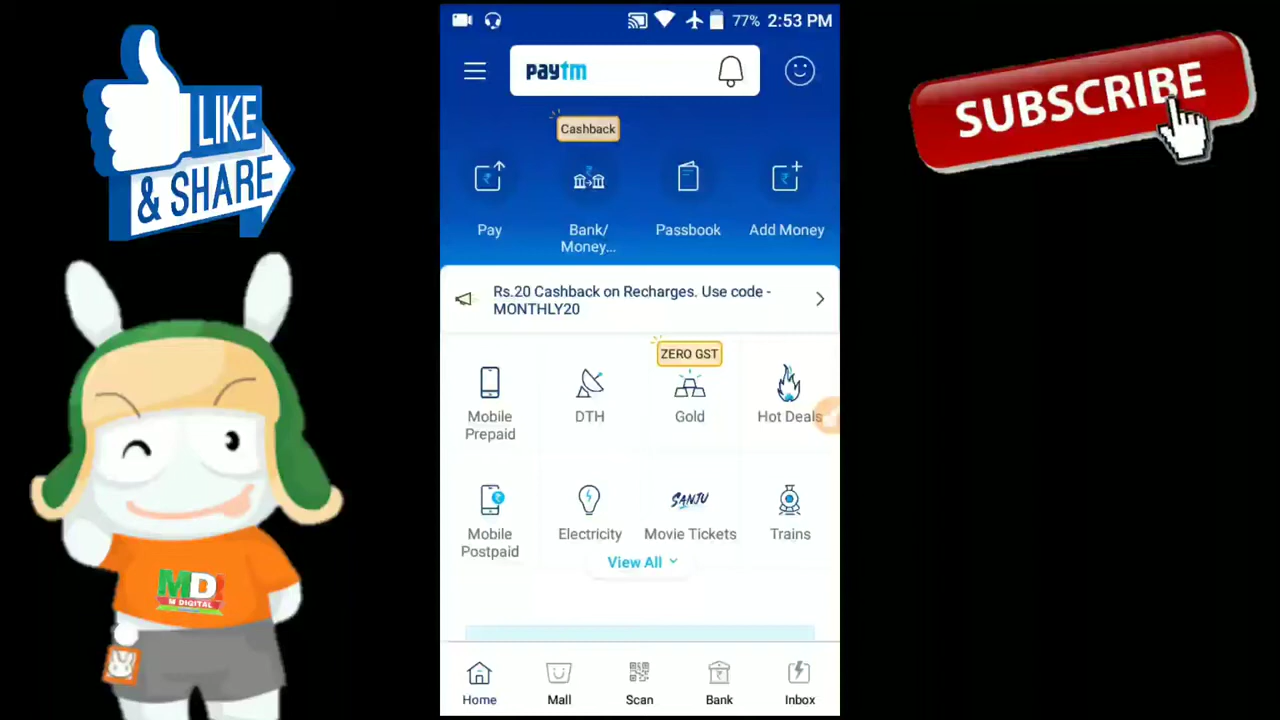 LIKE
& SHARE
MD
M DIGITAL
77% 2:53 PM
paytm
Cashback
Pay
Bank/
Money...
Passbook
Add Money
Rs.20 Cashback on Recharges. Use code -
MONTHLY20
ZERO GST
Mobile
Prepaid
DTH
Gold
Hot Deals
SANJU
Mobile
Postpaid
Electricity
Movie Tickets
Trains
View All
Home
Mall
Scan
Bank
Inbox
SUBSCRIBE